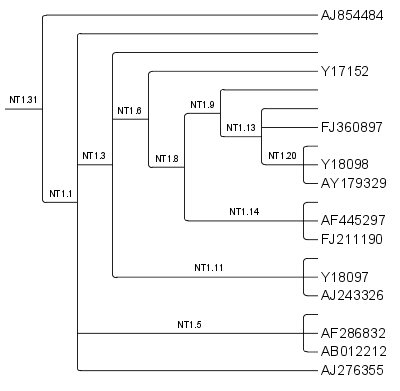 AJ854484
Y17152
NT1.9
NT1.31
NT1.6
NT1.13
FJ360897
NT1.3
NT1.8
NT1.20
Y18098
AY179329
NT1.1
NT1.14
AF445297
FJ211190
NT1.11
Y18097
AJ243326
NT1.5
AF286832
AB012212
AJ276355